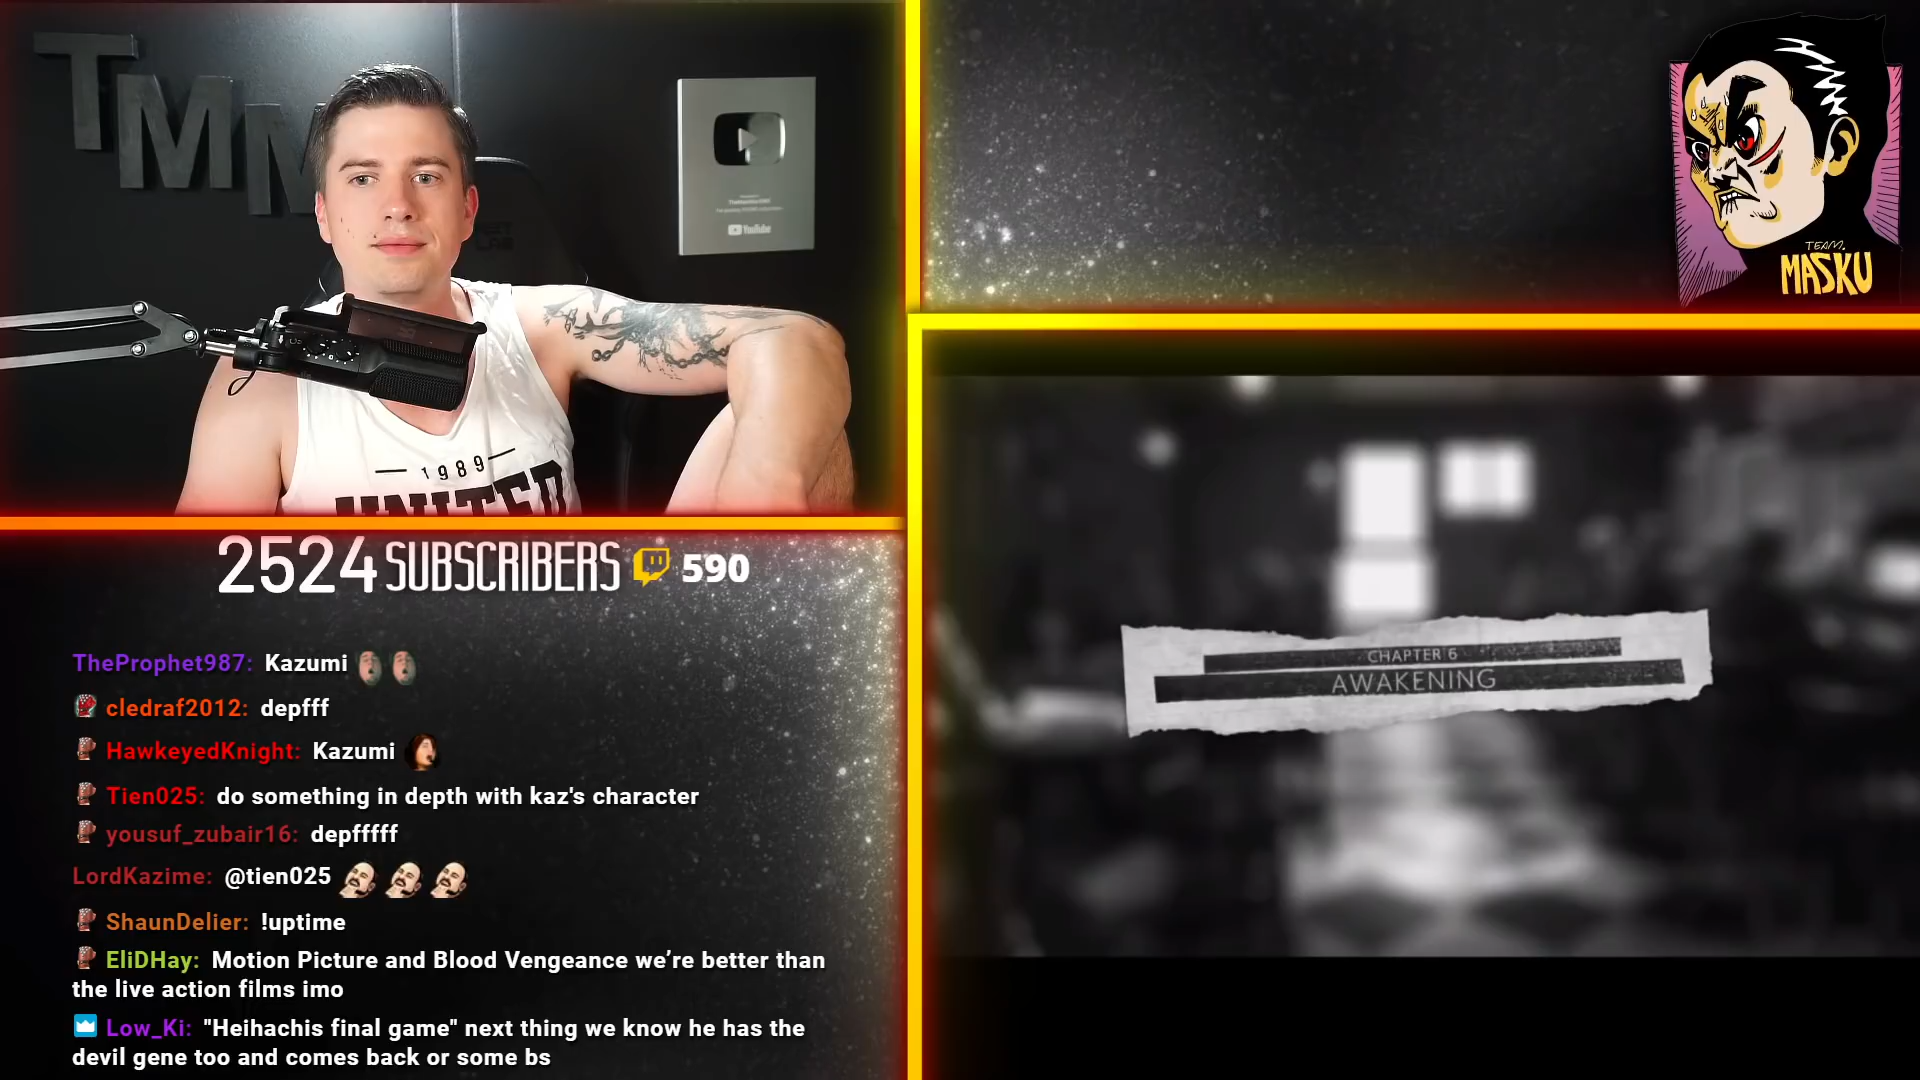 TMM
YouTube
1989
UNITED
TEAM.
MASKU
2524 SUBSCRIBERS 590
TheProphet987: Kazumi
cledraf2012: depfff
HawkeyedKnight: Kazumi
Tien025: do something in depth with kaz's character
yousuf_zubair16: depfffff
LordKazime: @tien025
ShaunDelier: !uptime
EliDHay: Motion Picture and Blood Vengeance we’re better than
the live action films imo
Low_Ki: "Heihachis final game" next thing we know he has the
devil gene too and comes back or some bs
CHAPTER 6
AWAKENING